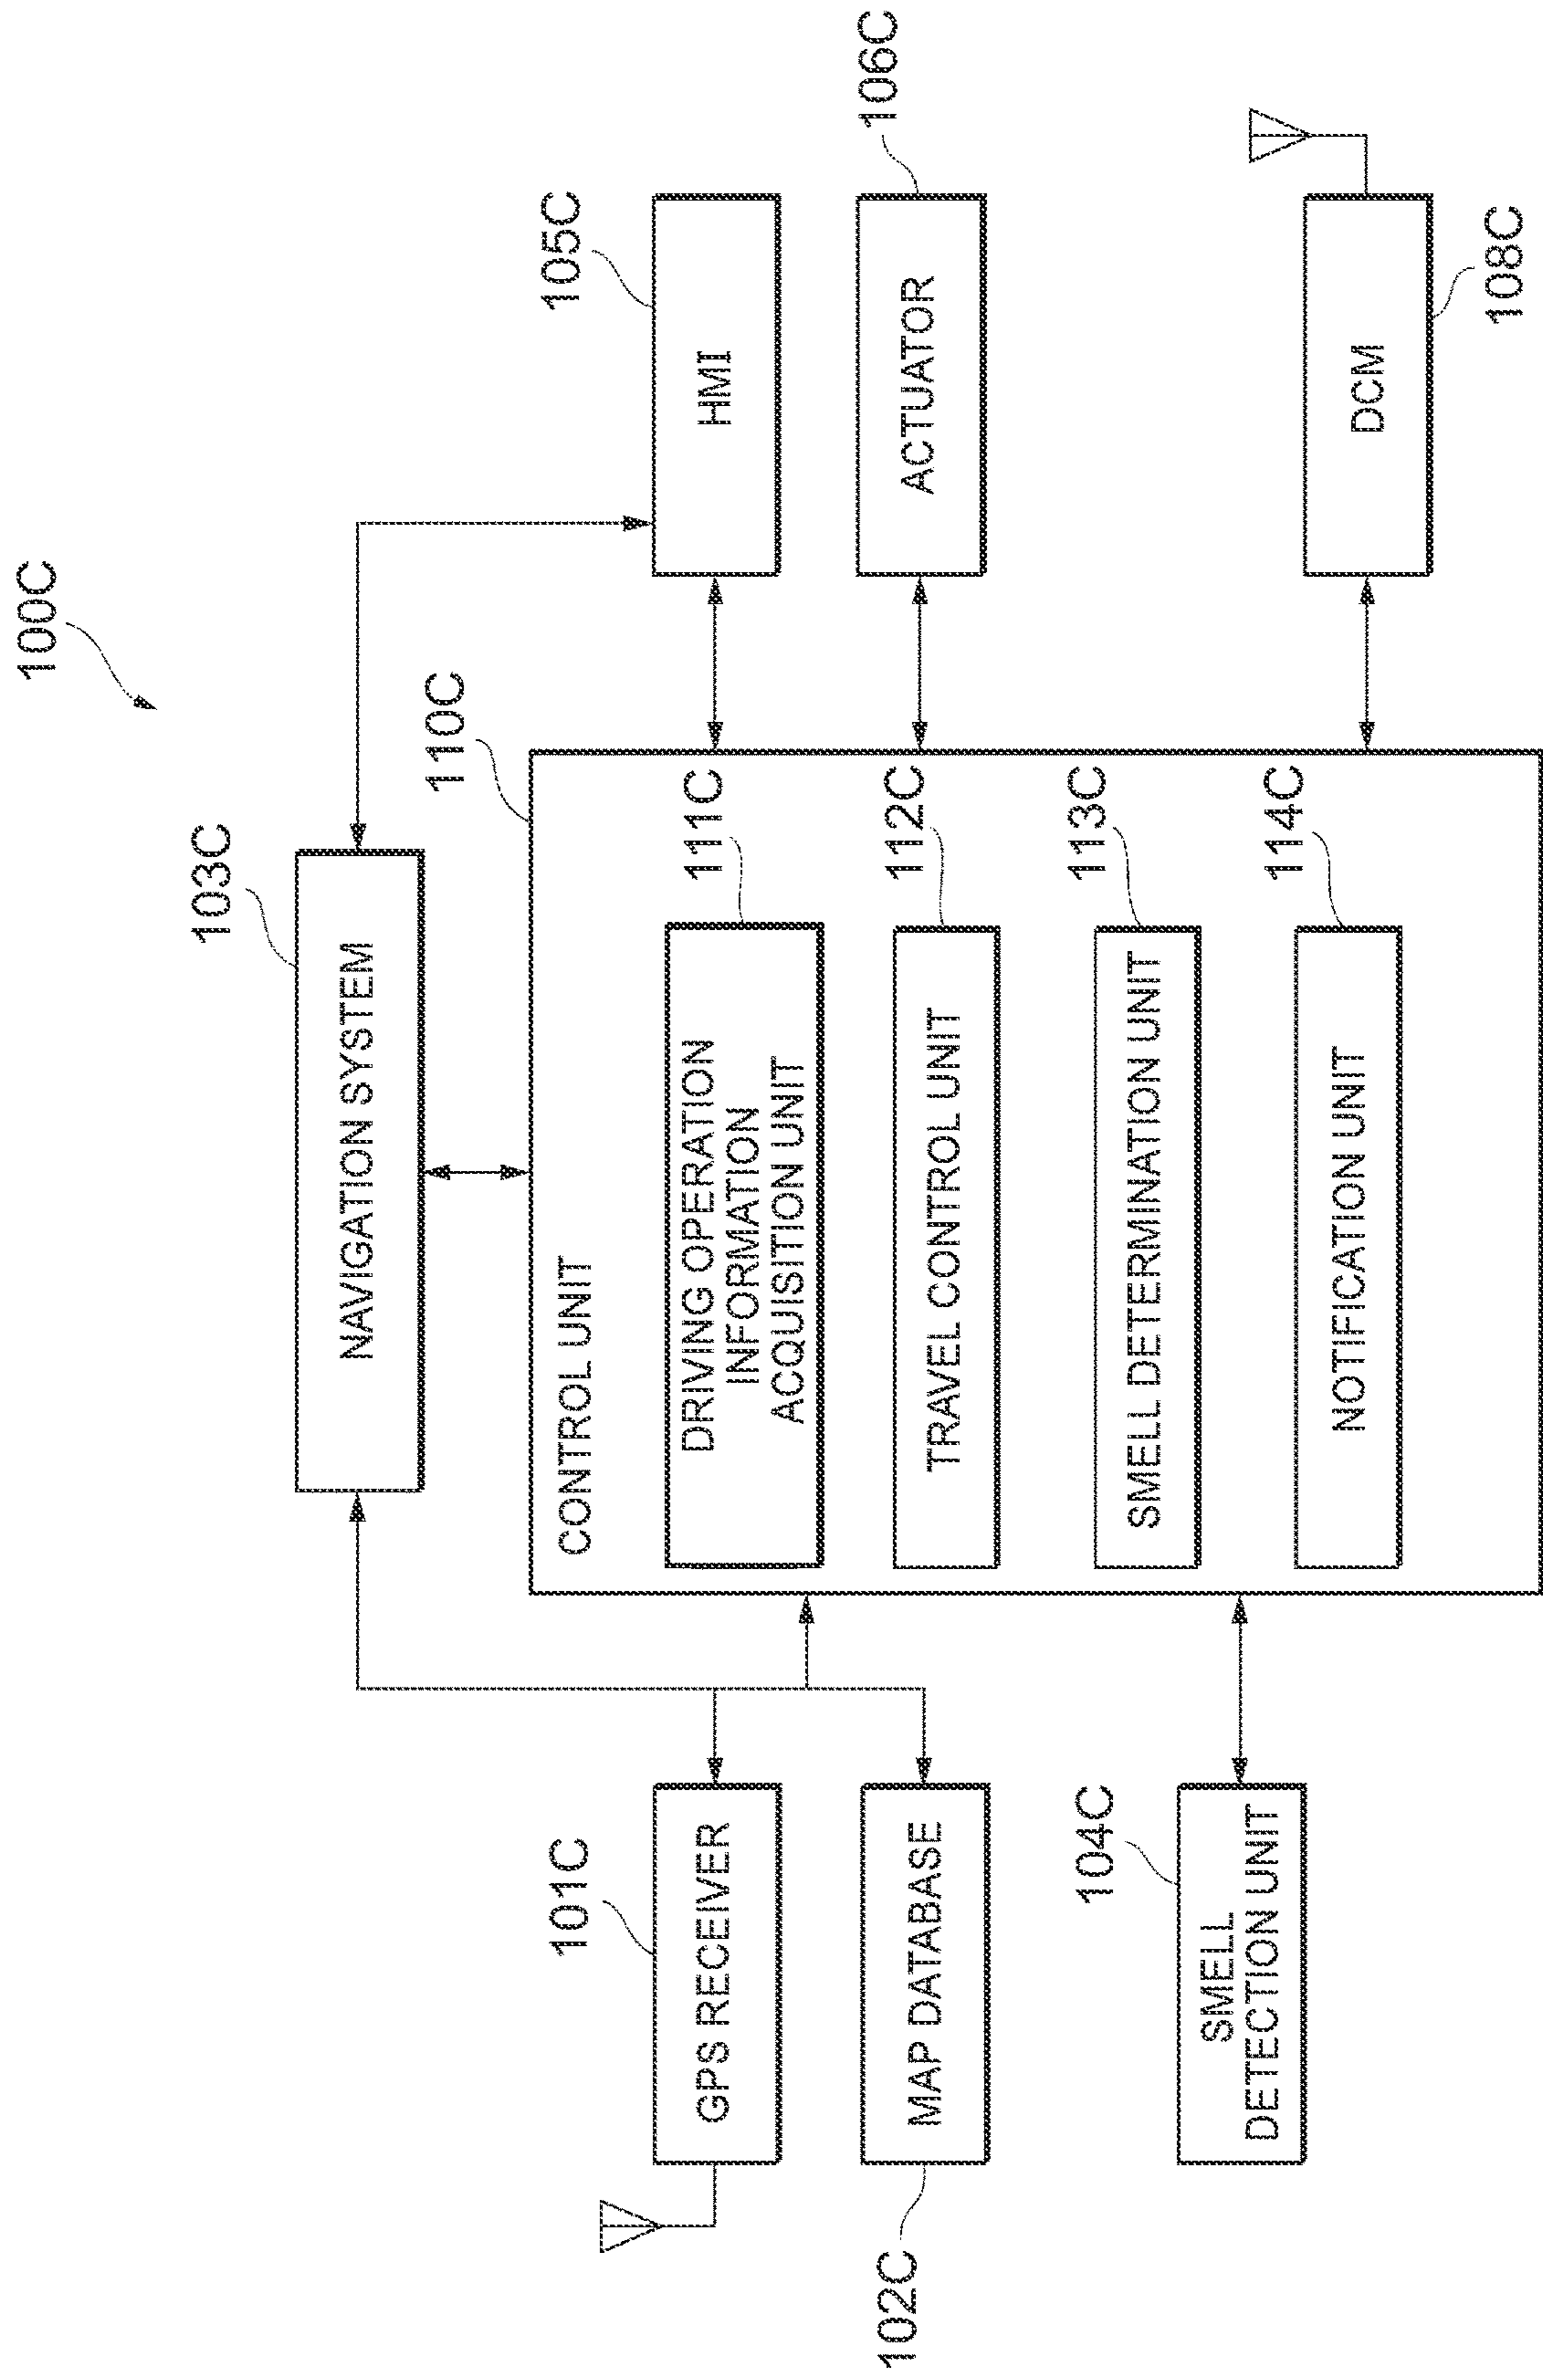 100C
103C
NAVIGATION SYSTEM
110C
CONTROL UNIT
101C
GPS RECEIVER
111C
DRIVING OPERATION
INFORMATION
ACQUISITION UNIT
105C
HMI
102C
MAP DATABASE
112C
TRAVEL CONTROL UNIT
106C
ACTUATOR
104C
SMELL
DETECTION UNIT
113C
SMELL DETERMINATION UNIT
114C
NOTIFICATION UNIT
DCM
108C